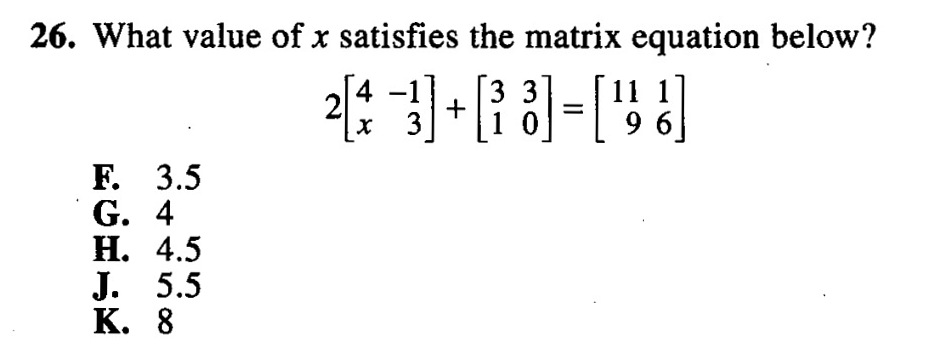 26. What value of x satisfies the matrix equation below?
2[4 -1] + [3 3] = [11 1]
[x 3] [1 0] [9 6]
F. 3.5
G. 4
H. 4.5
J. 5.5
K. 8